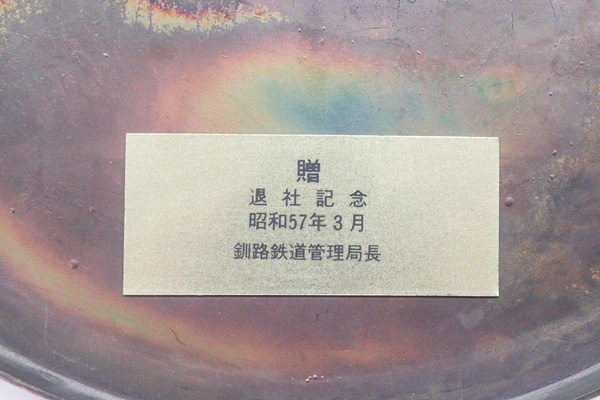 贈
退社記念
昭和57年3月
釧路鉄道管理局長